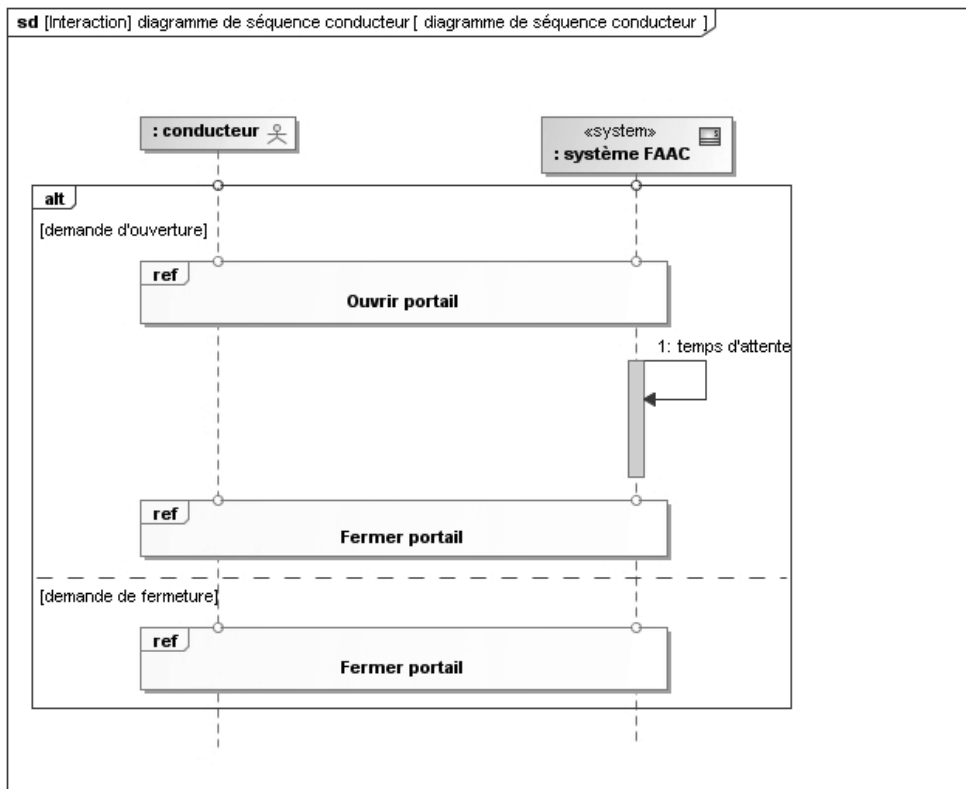 sd [Interaction] diagramme de séquence conducteur [ diagramme de séquence conducteur ]
: conducteur
«system»
: système FAAC
alt
[demande d'ouverture]
ref
Ouvrir portail
1: temps d'attente
ref
Fermer portail
[demande de fermeture]
ref
Fermer portail